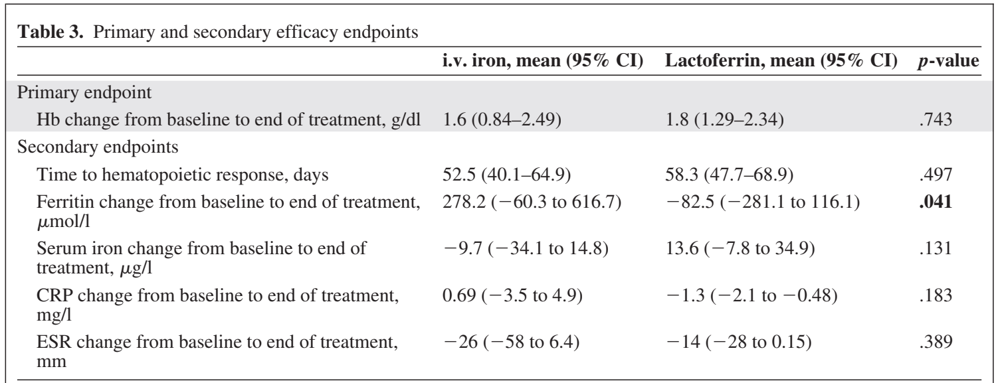 Table 3. Primary and secondary efficacy endpoints
i.v. iron, mean (95% CI) Lactoferrin, mean (95% CI) p-value
Primary endpoint
Hb change from baseline to end of treatment, g/dl 1.6 (0.84–2.49) 1.8 (1.29–2.34) .743
Secondary endpoints
Time to hematopoietic response, days 52.5 (40.1–64.9) 58.3 (47.7–68.9) .497
Ferritin change from baseline to end of treatment, 278.2 (−60.3 to 616.7) −82.5 (−281.1 to 116.1) .041
μmol/l
Serum iron change from baseline to end of −9.7 (−34.1 to 14.8) 13.6 (−7.8 to 34.9) .131
treatment, μg/l
CRP change from baseline to end of treatment, 0.69 (−3.5 to 4.9) −1.3 (−2.1 to −0.48) .183
mg/l
ESR change from baseline to end of treatment, −26 (−58 to 6.4) −14 (−28 to 0.15) .389
mm